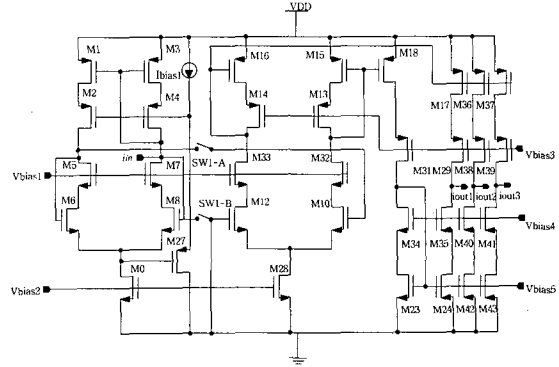 VDD
M1 M3 M16 M15 M18
Ibias1
M2 M4 M14 M13 M17 M36 M37
iin SW1-A
M5 M7 M33 M32 M31 M29 M38 M39 Vbias3
Vbias1
iout1 iout2 iout3
M6 M8 SW1-B M12 M10
M27 M34 M35 M40 M41 Vbias4
M0 M28
Vbias2 Vbias5
M23 M24 M42 M43